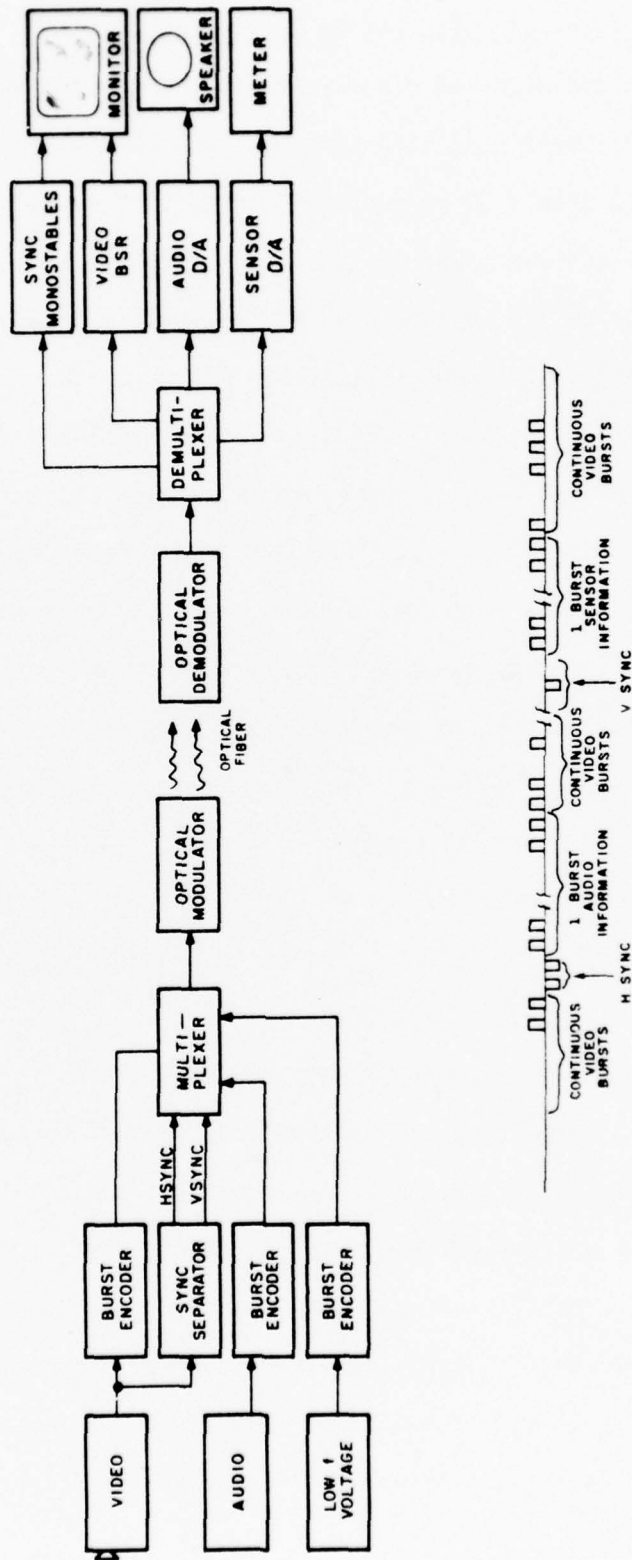 VIDEO
AUDIO
LOW f
VOLTAGE
BURST
ENCODER
SYNC
SEPARATOR
BURST
ENCODER
BURST
ENCODER
HSYNC
VSYNC
MULTI-
PLEXER
OPTICAL
MODULATOR
OPTICAL
FIBER
OPTICAL
DEMODULATOR
DEMULTI-
PLEXER
SYNC
MONOSTABLES
VIDEO
BSR
AUDIO
D/A
SENSOR
D/A
MONITOR
SPEAKER
METER
CONTINUOUS
VIDEO
BURSTS
H SYNC
1 BURST
AUDIO
INFORMATION
CONTINUOUS
VIDEO
BURSTS
V SYNC
1 BURST
SENSOR
INFORMATION
CONTINUOUS
VIDEO
BURSTS